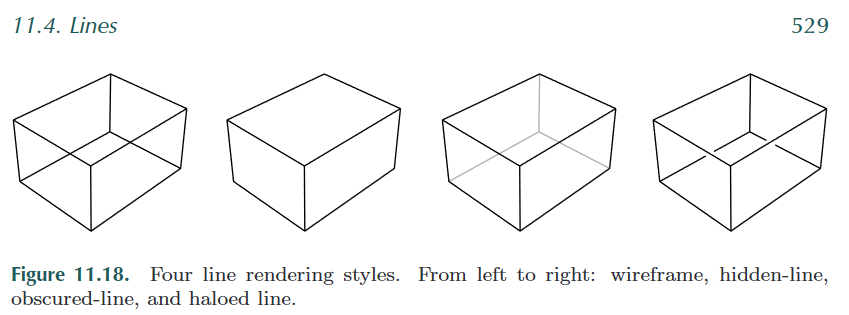 11.4. Lines 529
Figure 11.18. Four line rendering styles. From left to right: wireframe, hidden-line,
obscured-line, and haloed line.